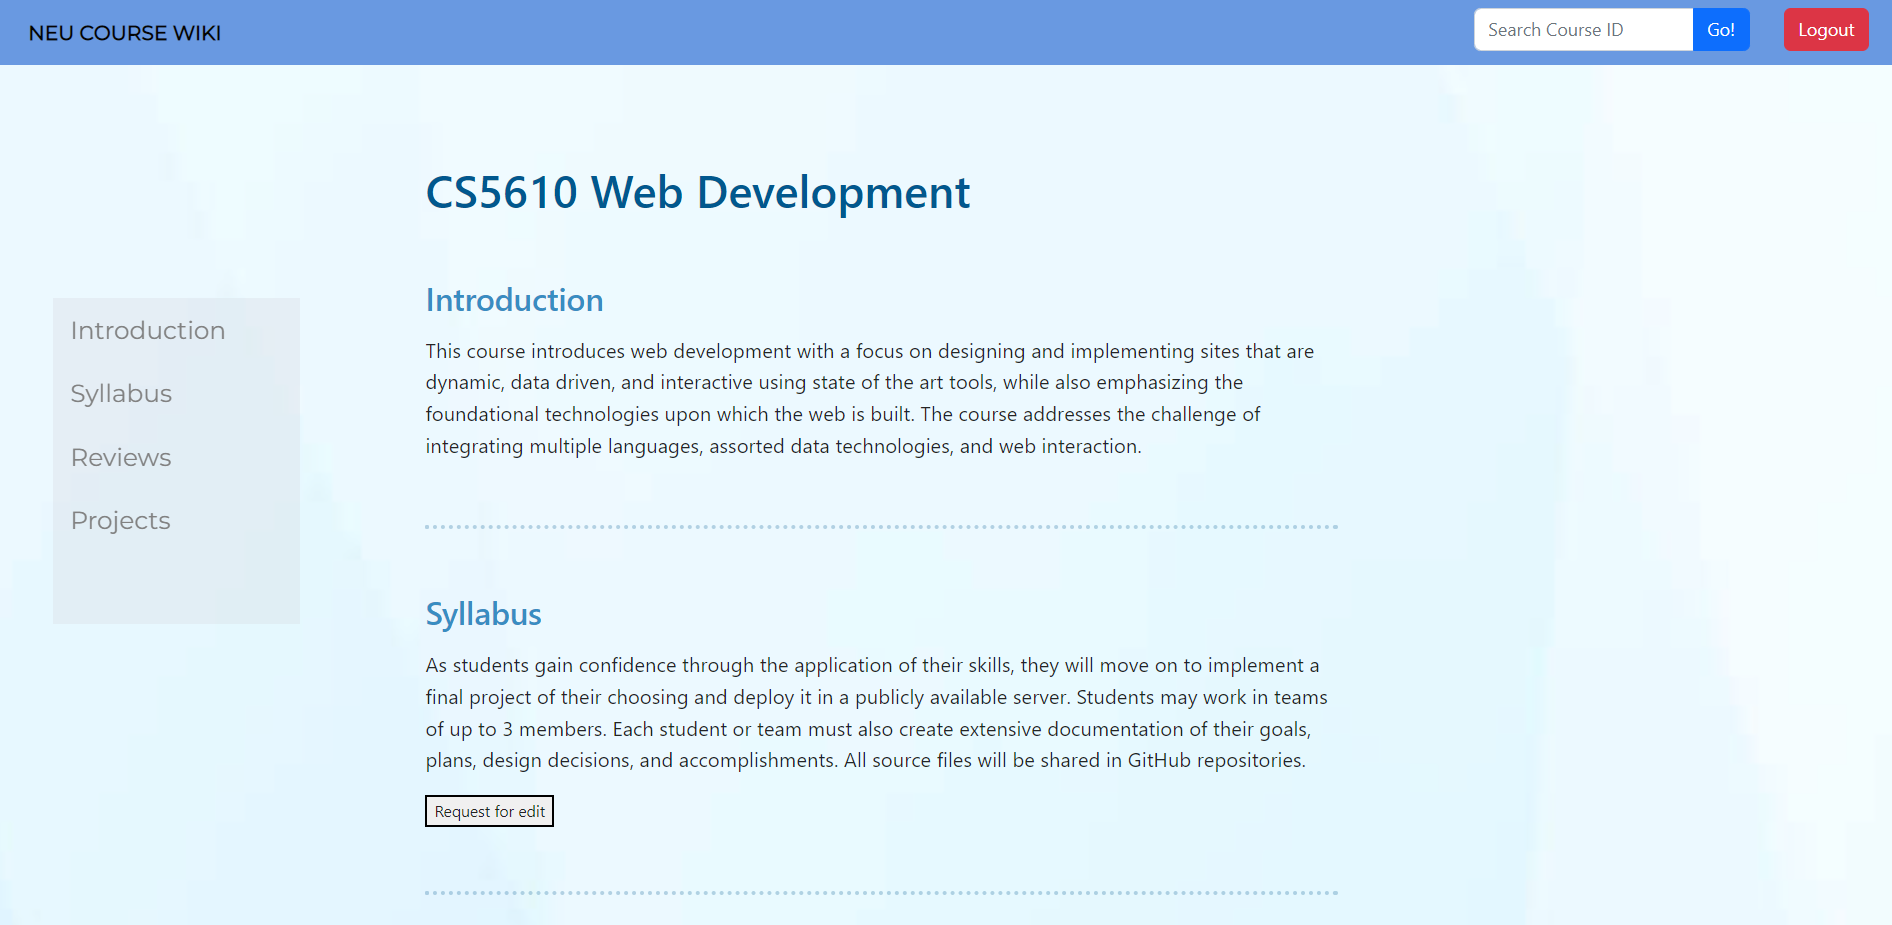 NEU COURSE WIKI
Search Course ID
Go!
Logout
CS5610 Web Development
Introduction
Syllabus
Reviews
Projects
Introduction
This course introduces web development with a focus on designing and implementing sites that are
dynamic, data driven, and interactive using state of the art tools, while also emphasizing the
foundational technologies upon which the web is built. The course addresses the challenge of
integrating multiple languages, assorted data technologies, and web interaction.
Syllabus
As students gain confidence through the application of their skills, they will move on to implement a
final project of their choosing and deploy it in a publicly available server. Students may work in teams
of up to 3 members. Each student or team must also create extensive documentation of their goals,
plans, design decisions, and accomplishments. All source files will be shared in GitHub repositories.
Request for edit